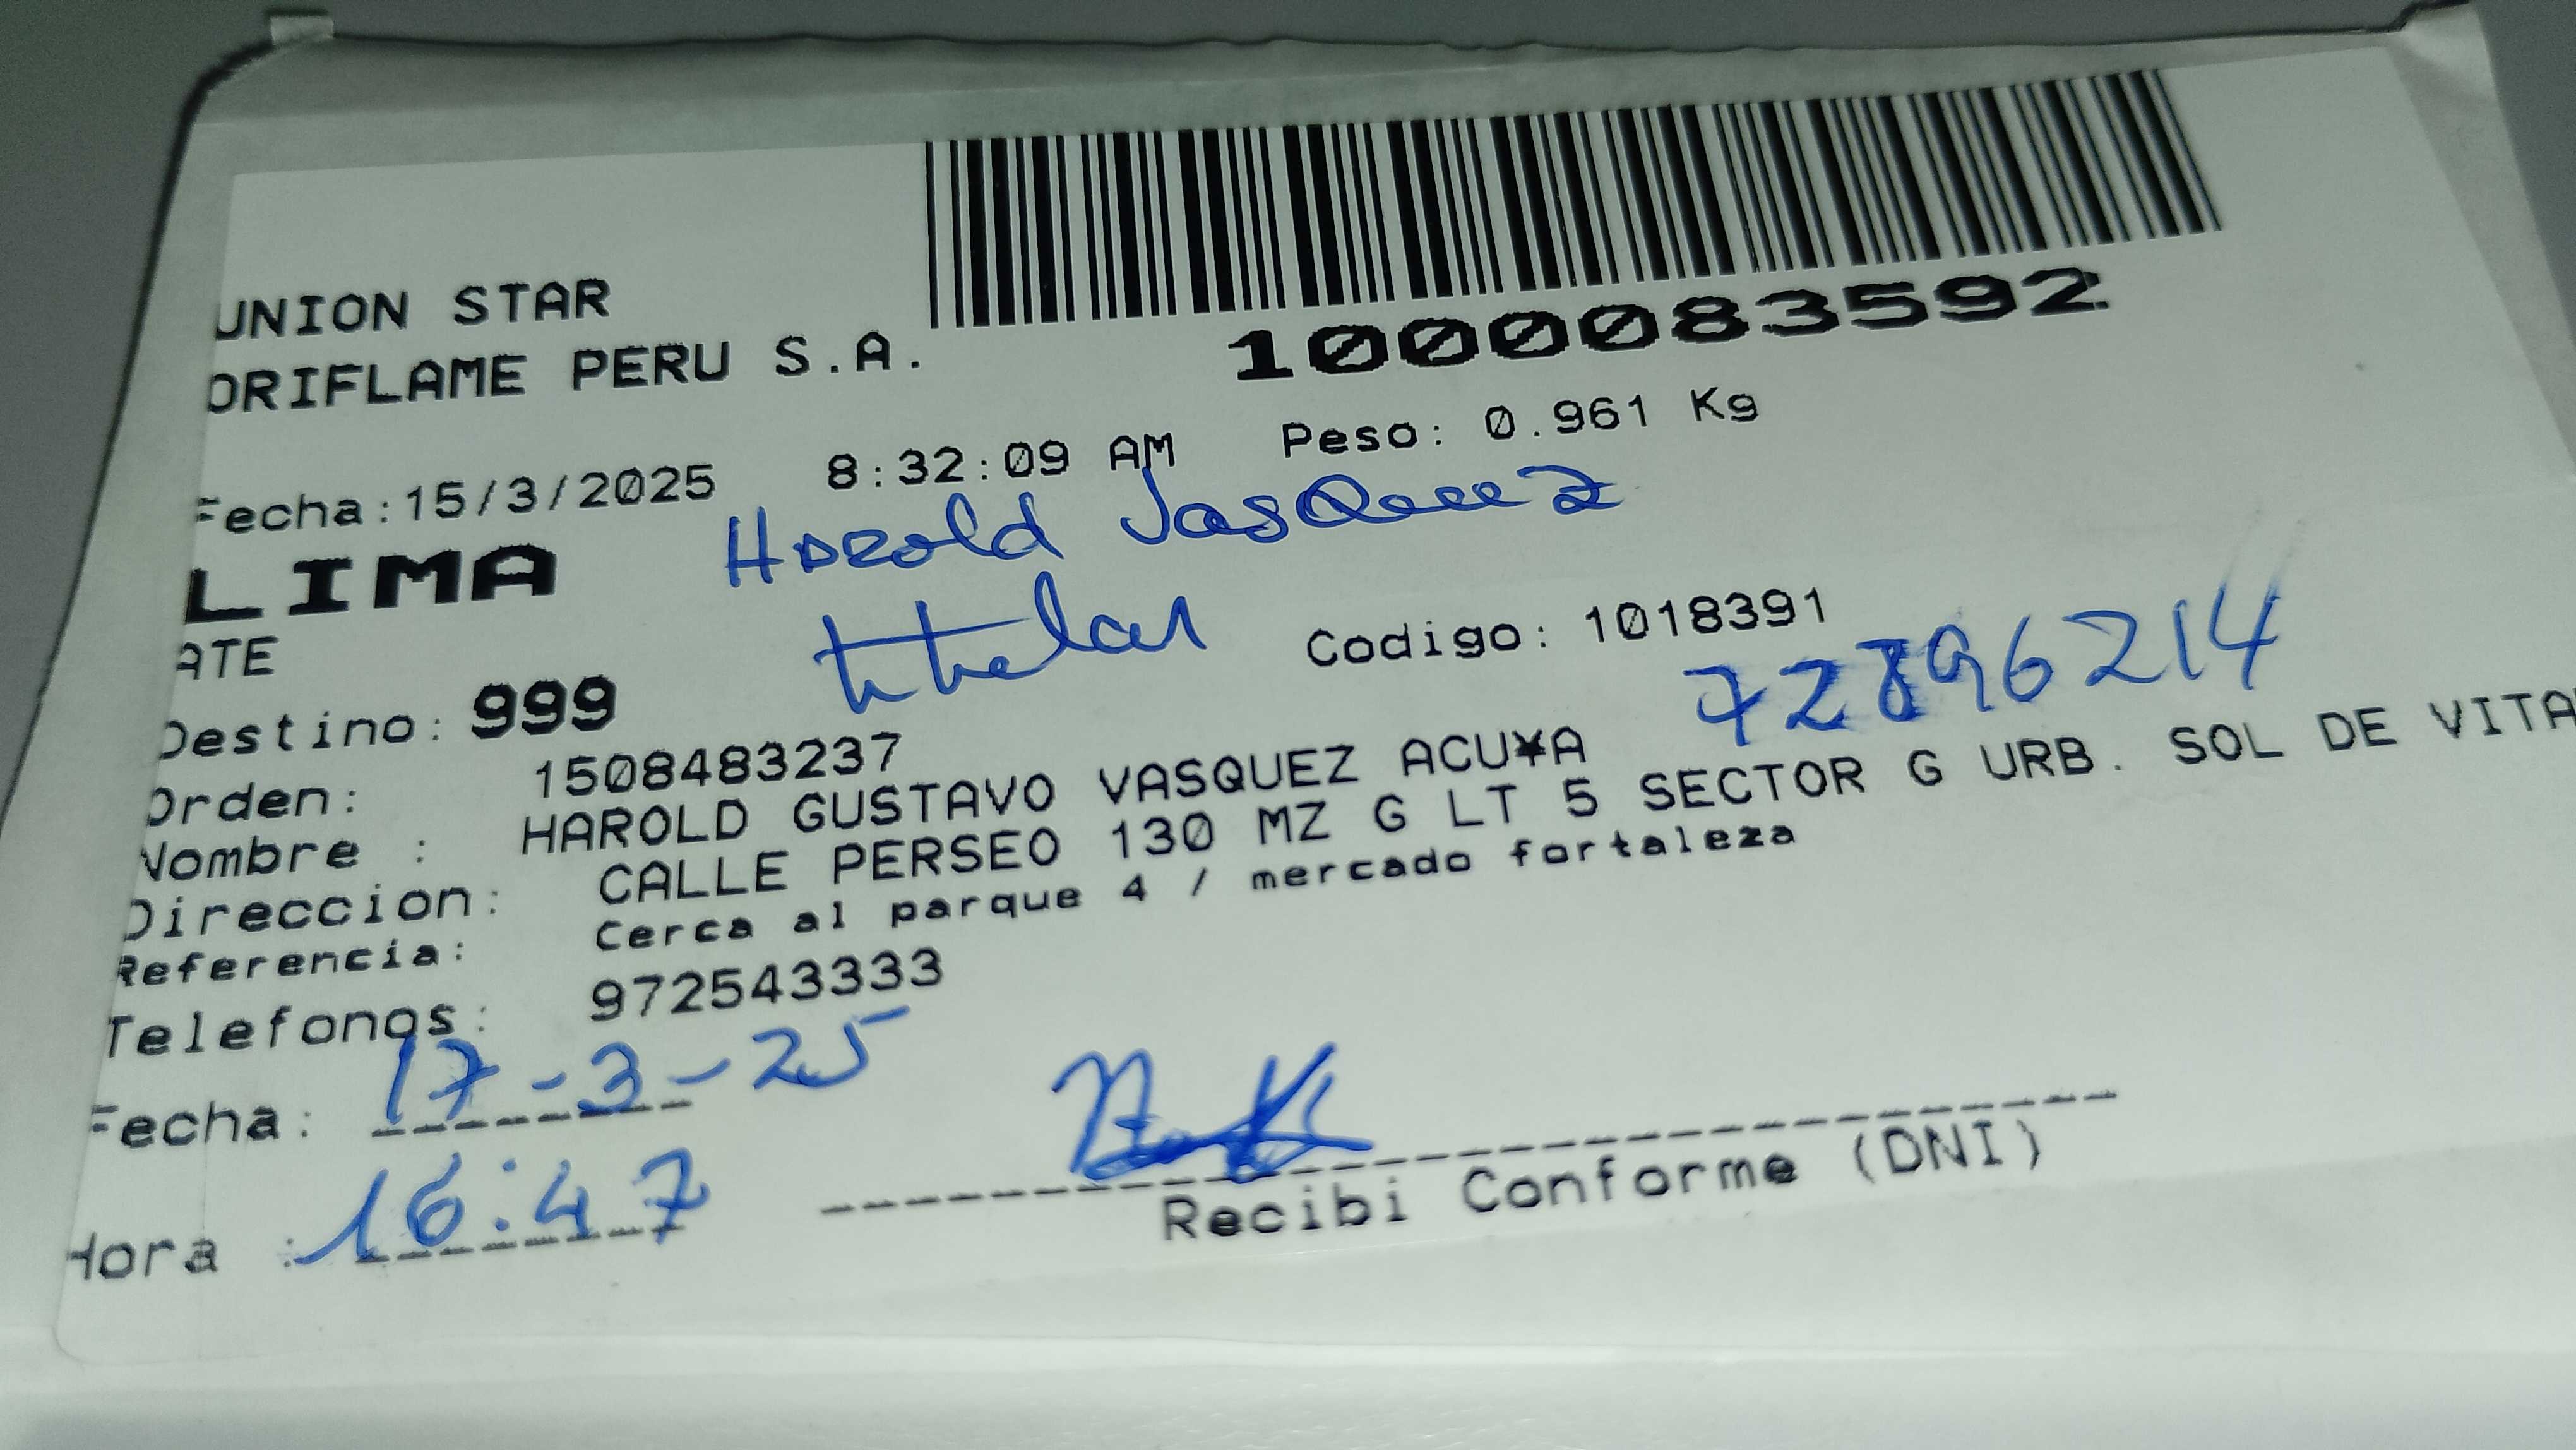 UNION STAR
ORIFLAME PERU S.A.
1000083592
Fecha:15/3/2025 8:32:09 AM Peso: 0.961 Kg
Harold Vasquez
LIMA
titular
ATE
Codigo: 1018391
Destino: 999
72896214
Orden: 1508483237
Nombre : HAROLD GUSTAVO VASQUEZ ACU¥A
Direccion: CALLE PERSEO 130 MZ G LT 5 SECTOR G URB. SOL DE VITA
Referencia: Cerca al parque 4 / mercado fortaleza
Telefonos: 972543333
Fecha: 17-3-25
Hora : 16:47
Recibi Conforme (DNI)